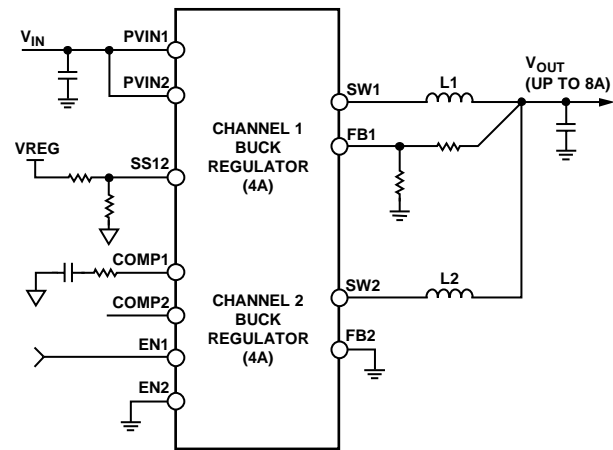 VIN
PVIN1
PVIN2
VREG
SS12
COMP1
COMP2
EN1
EN2
CHANNEL 1
BUCK
REGULATOR
(4A)
CHANNEL 2
BUCK
REGULATOR
(4A)
SW1
L1
VOUT
(UP TO 8A)
FB1
SW2
L2
FB2